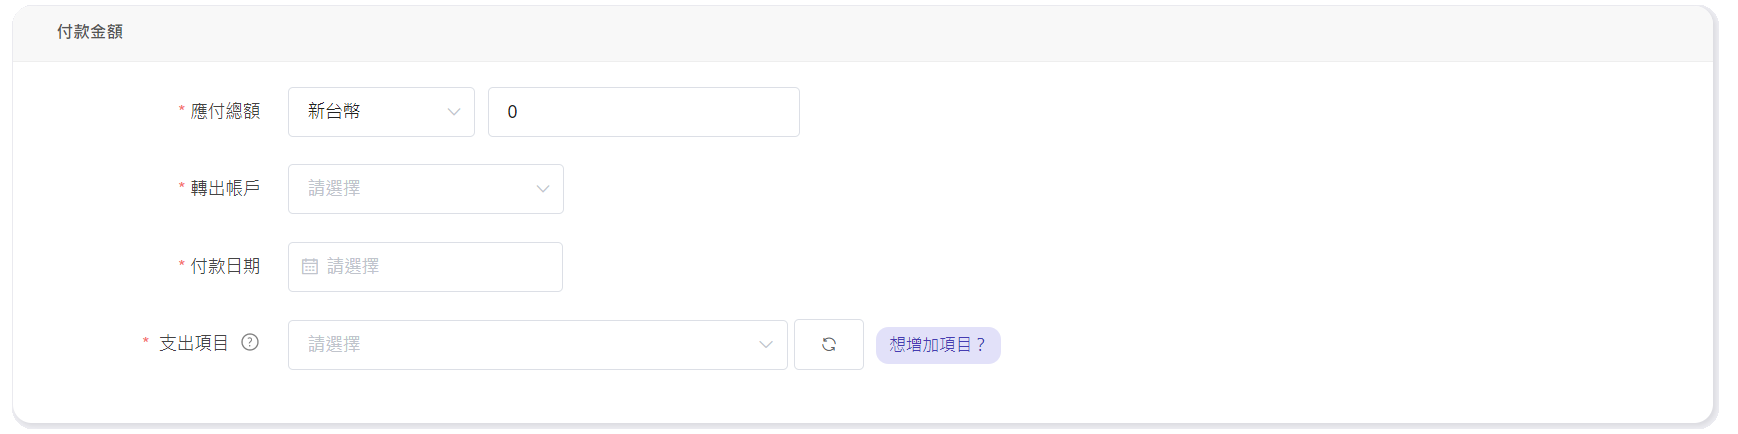 付款金額
* 應付總額 新台幣 0
* 轉出帳戶 請選擇
* 付款日期 請選擇
* 支出項目 ? 請選擇 想增加項目？